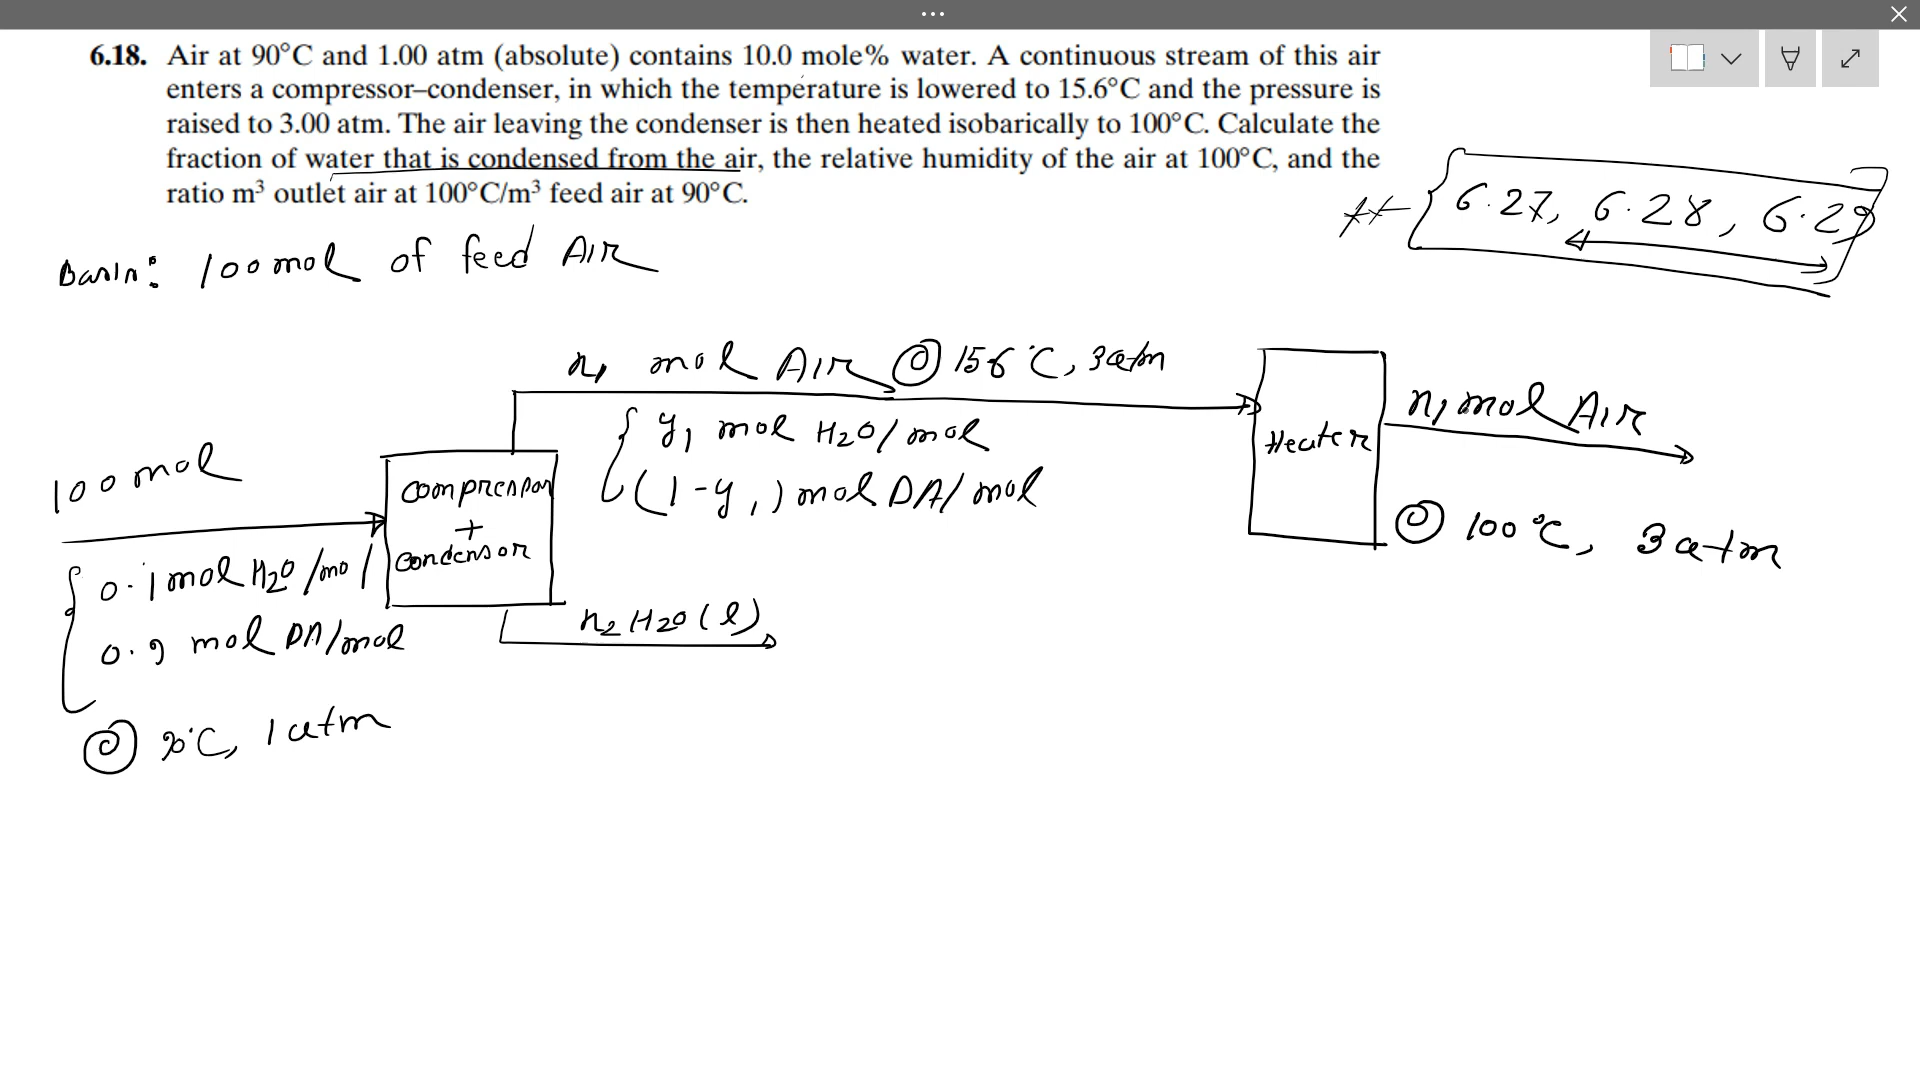 6.18. Air at 90°C and 1.00 atm (absolute) contains 10.0 mole% water. A continuous stream of this air
enters a compressor–condenser, in which the temperature is lowered to 15.6°C and the pressure is
raised to 3.00 atm. The air leaving the condenser is then heated isobarically to 100°C. Calculate the
fraction of water that is condensed from the air, the relative humidity of the air at 100°C, and the
ratio m³ outlet air at 100°C/m³ feed air at 90°C.
6.27, 6.28, 6.29
Basis: 100 mol of feed AIR
n₁ mol AIR @ 156°C, 3atm
y₁ mol H₂O/mol
(1-y₁) mol DA/mol
Heater
n₁ mol AIR
@ 100°C, 3 atm
100 mol
compressor
+
condensor
0.1 mol H₂O/mol
0.9 mol DA/mol
n₂ H₂O (l)
@ 90°C, 1 atm